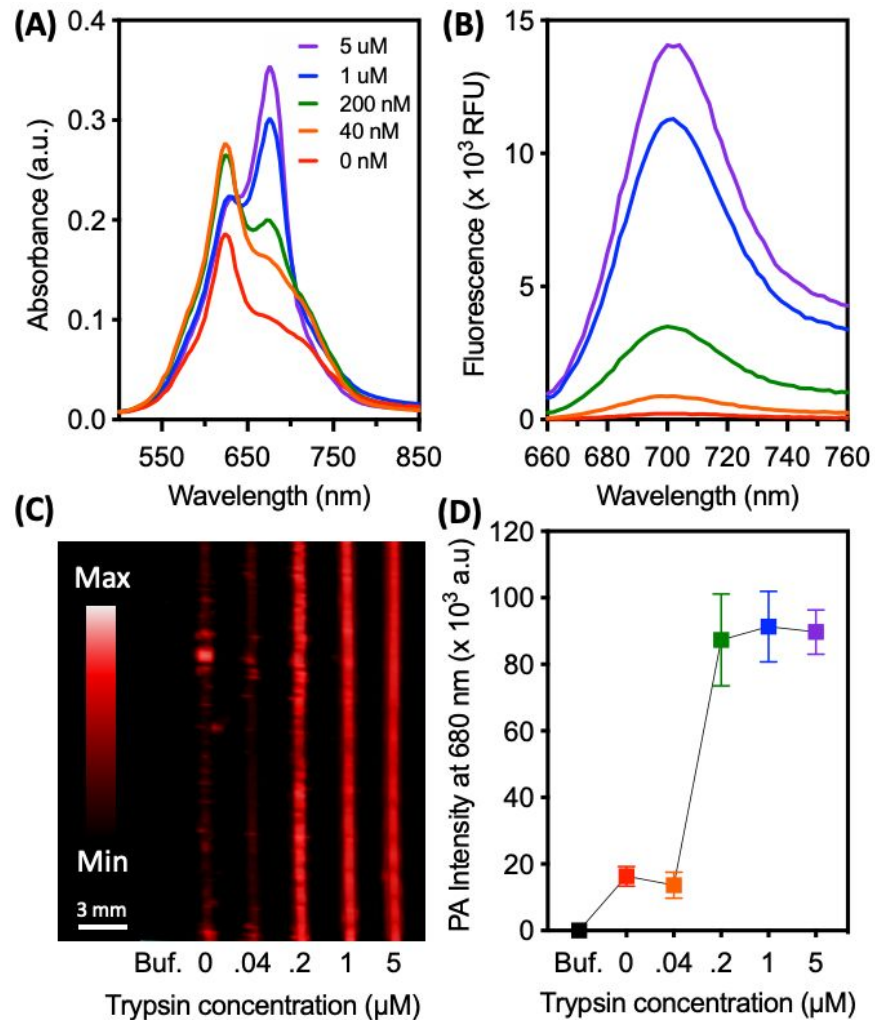 (A)
Absorbance (a.u.)
0.4
0.3
0.2
0.1
0.0
5 uM
1 uM
200 nM
40 nM
0 nM
550 650 750 850
Wavelength (nm)
(B)
Fluorescence (x 10³ RFU)
15
10
5
0
660 680 700 720 740 760
Wavelength (nm)
(C)
Max
Min
3 mm
Buf. 0 .04 .2 1 5
Trypsin concentration (μM)
(D)
PA Intensity at 680 nm (x 10³ a.u)
120
100
80
60
40
20
0
Buf. 0 .04 .2 1 5
Trypsin concentration (μM)